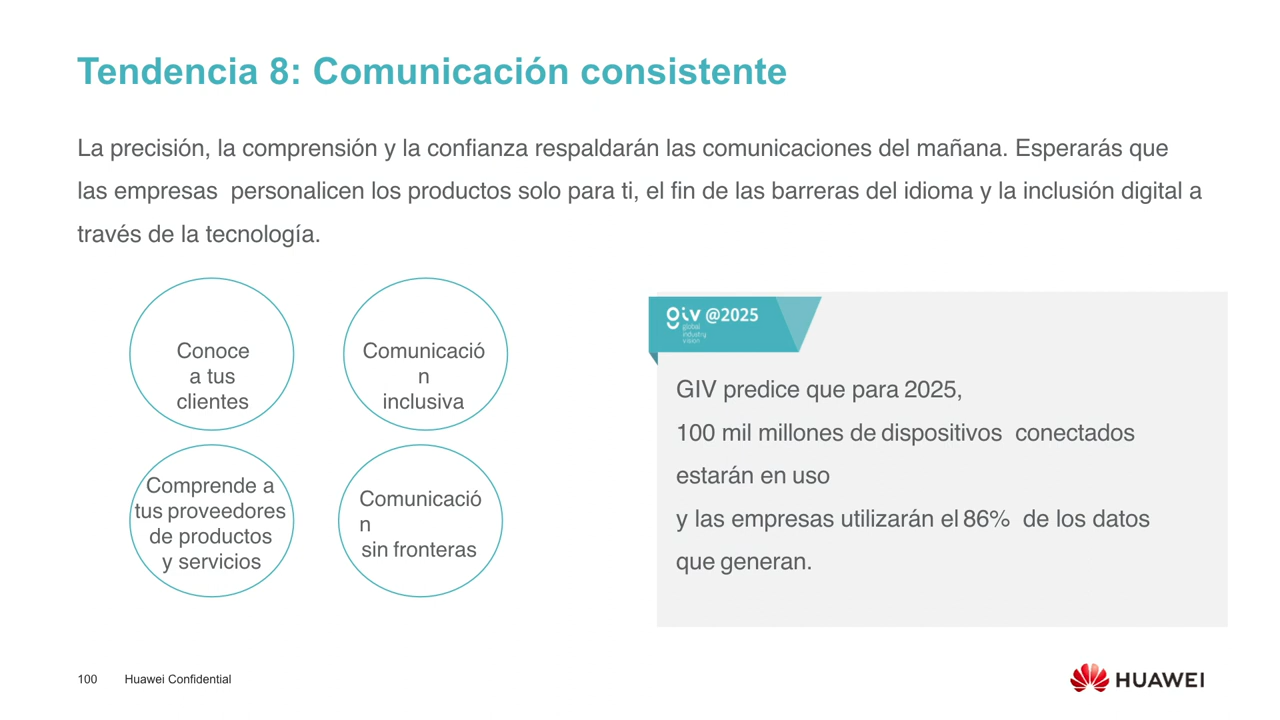 Tendencia 8: Comunicación consistente
La precisión, la comprensión y la confianza respaldarán las comunicaciones del mañana. Esperarás que
las empresas personalicen los productos solo para ti, el fin de las barreras del idioma y la inclusión digital a
través de la tecnología.
Conoce
a tus
clientes
Comunicació
n
inclusiva
Comprende a
tus proveedores
de productos
y servicios
Comunicació
n
sin fronteras
giv @2025
global
industry
vision
GIV predice que para 2025,
100 mil millones de dispositivos conectados
estarán en uso
y las empresas utilizarán el 86% de los datos
que generan.
100 Huawei Confidential
HUAWEI